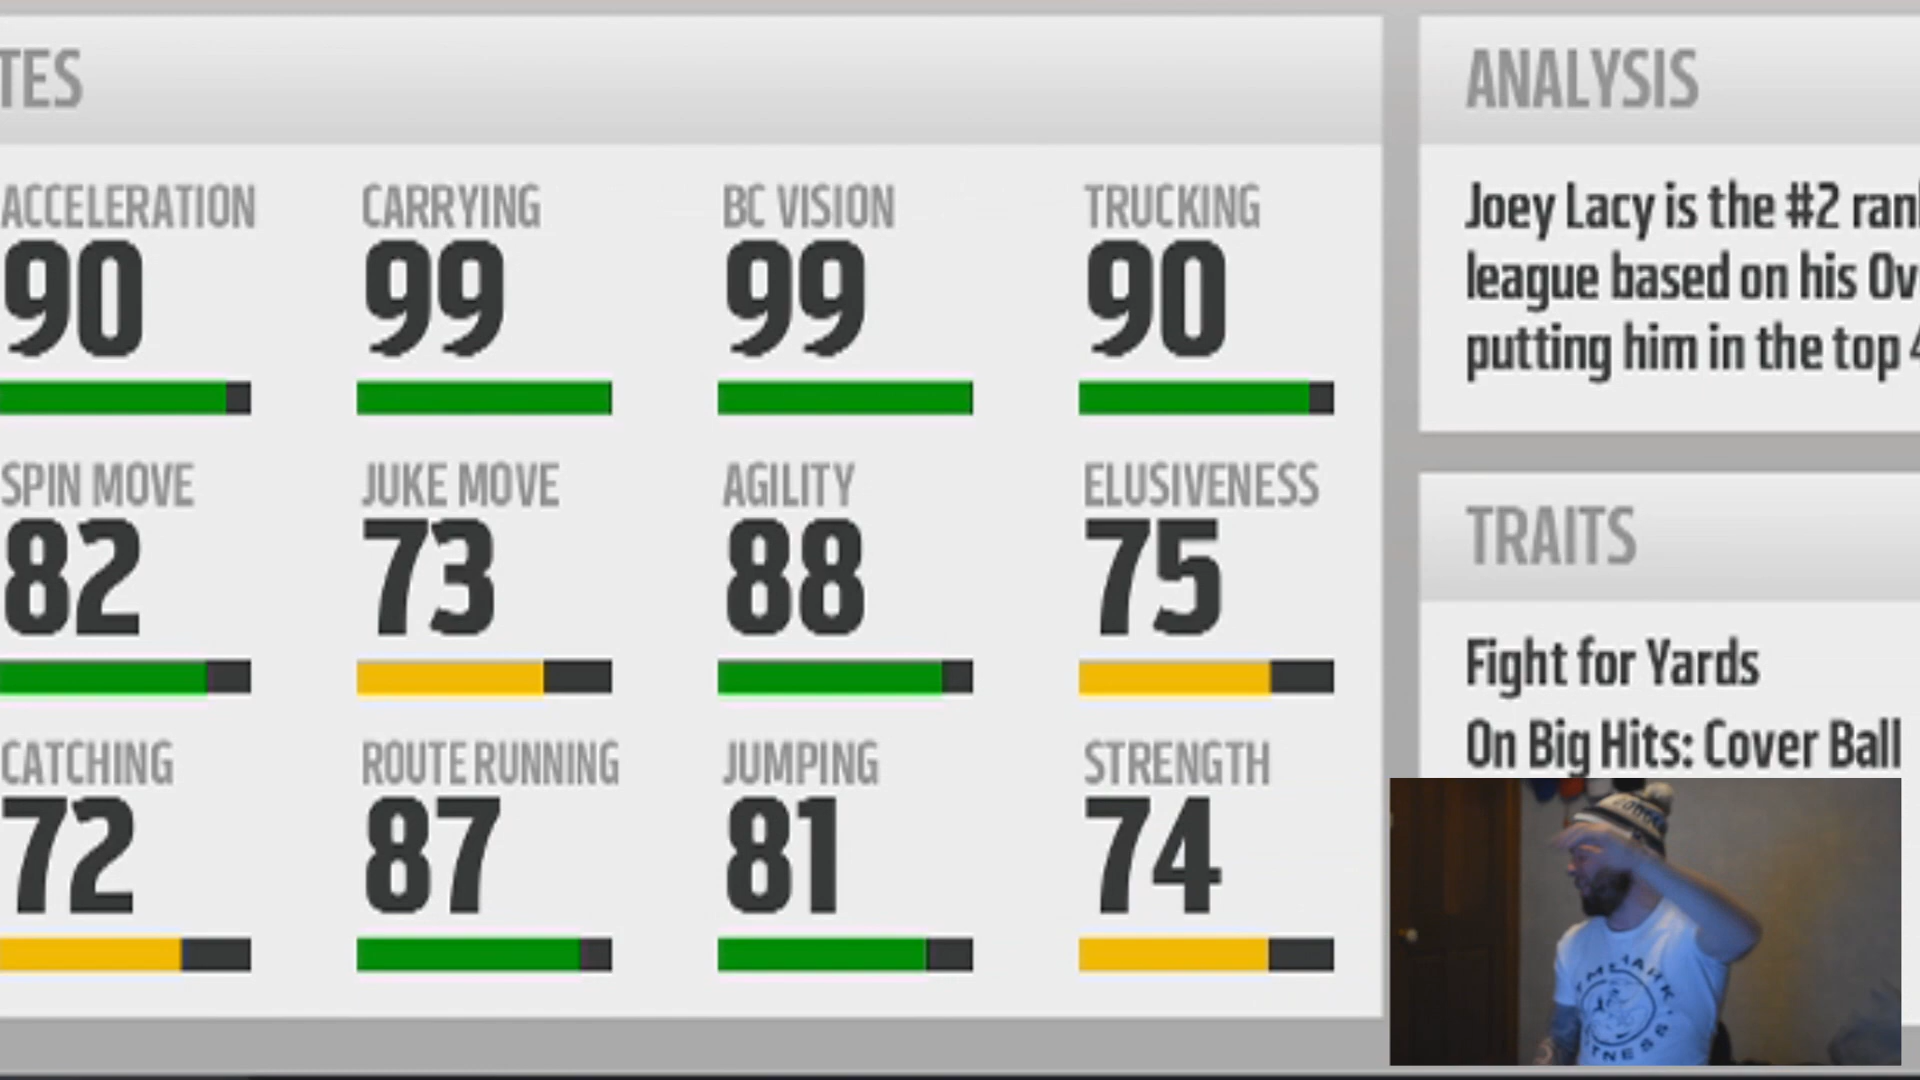 TES
ACCELERATION CARRYING BC VISION TRUCKING
90 99 99 90
SPIN MOVE JUKE MOVE AGILITY ELUSIVENESS
82 73 88 75
CATCHING ROUTE RUNNING JUMPING STRENGTH
72 87 81 74
ANALYSIS
Joey Lacy is the #2 ran
league based on his Ov
putting him in the top
TRAITS
Fight for Yards
On Big Hits: Cover Ball